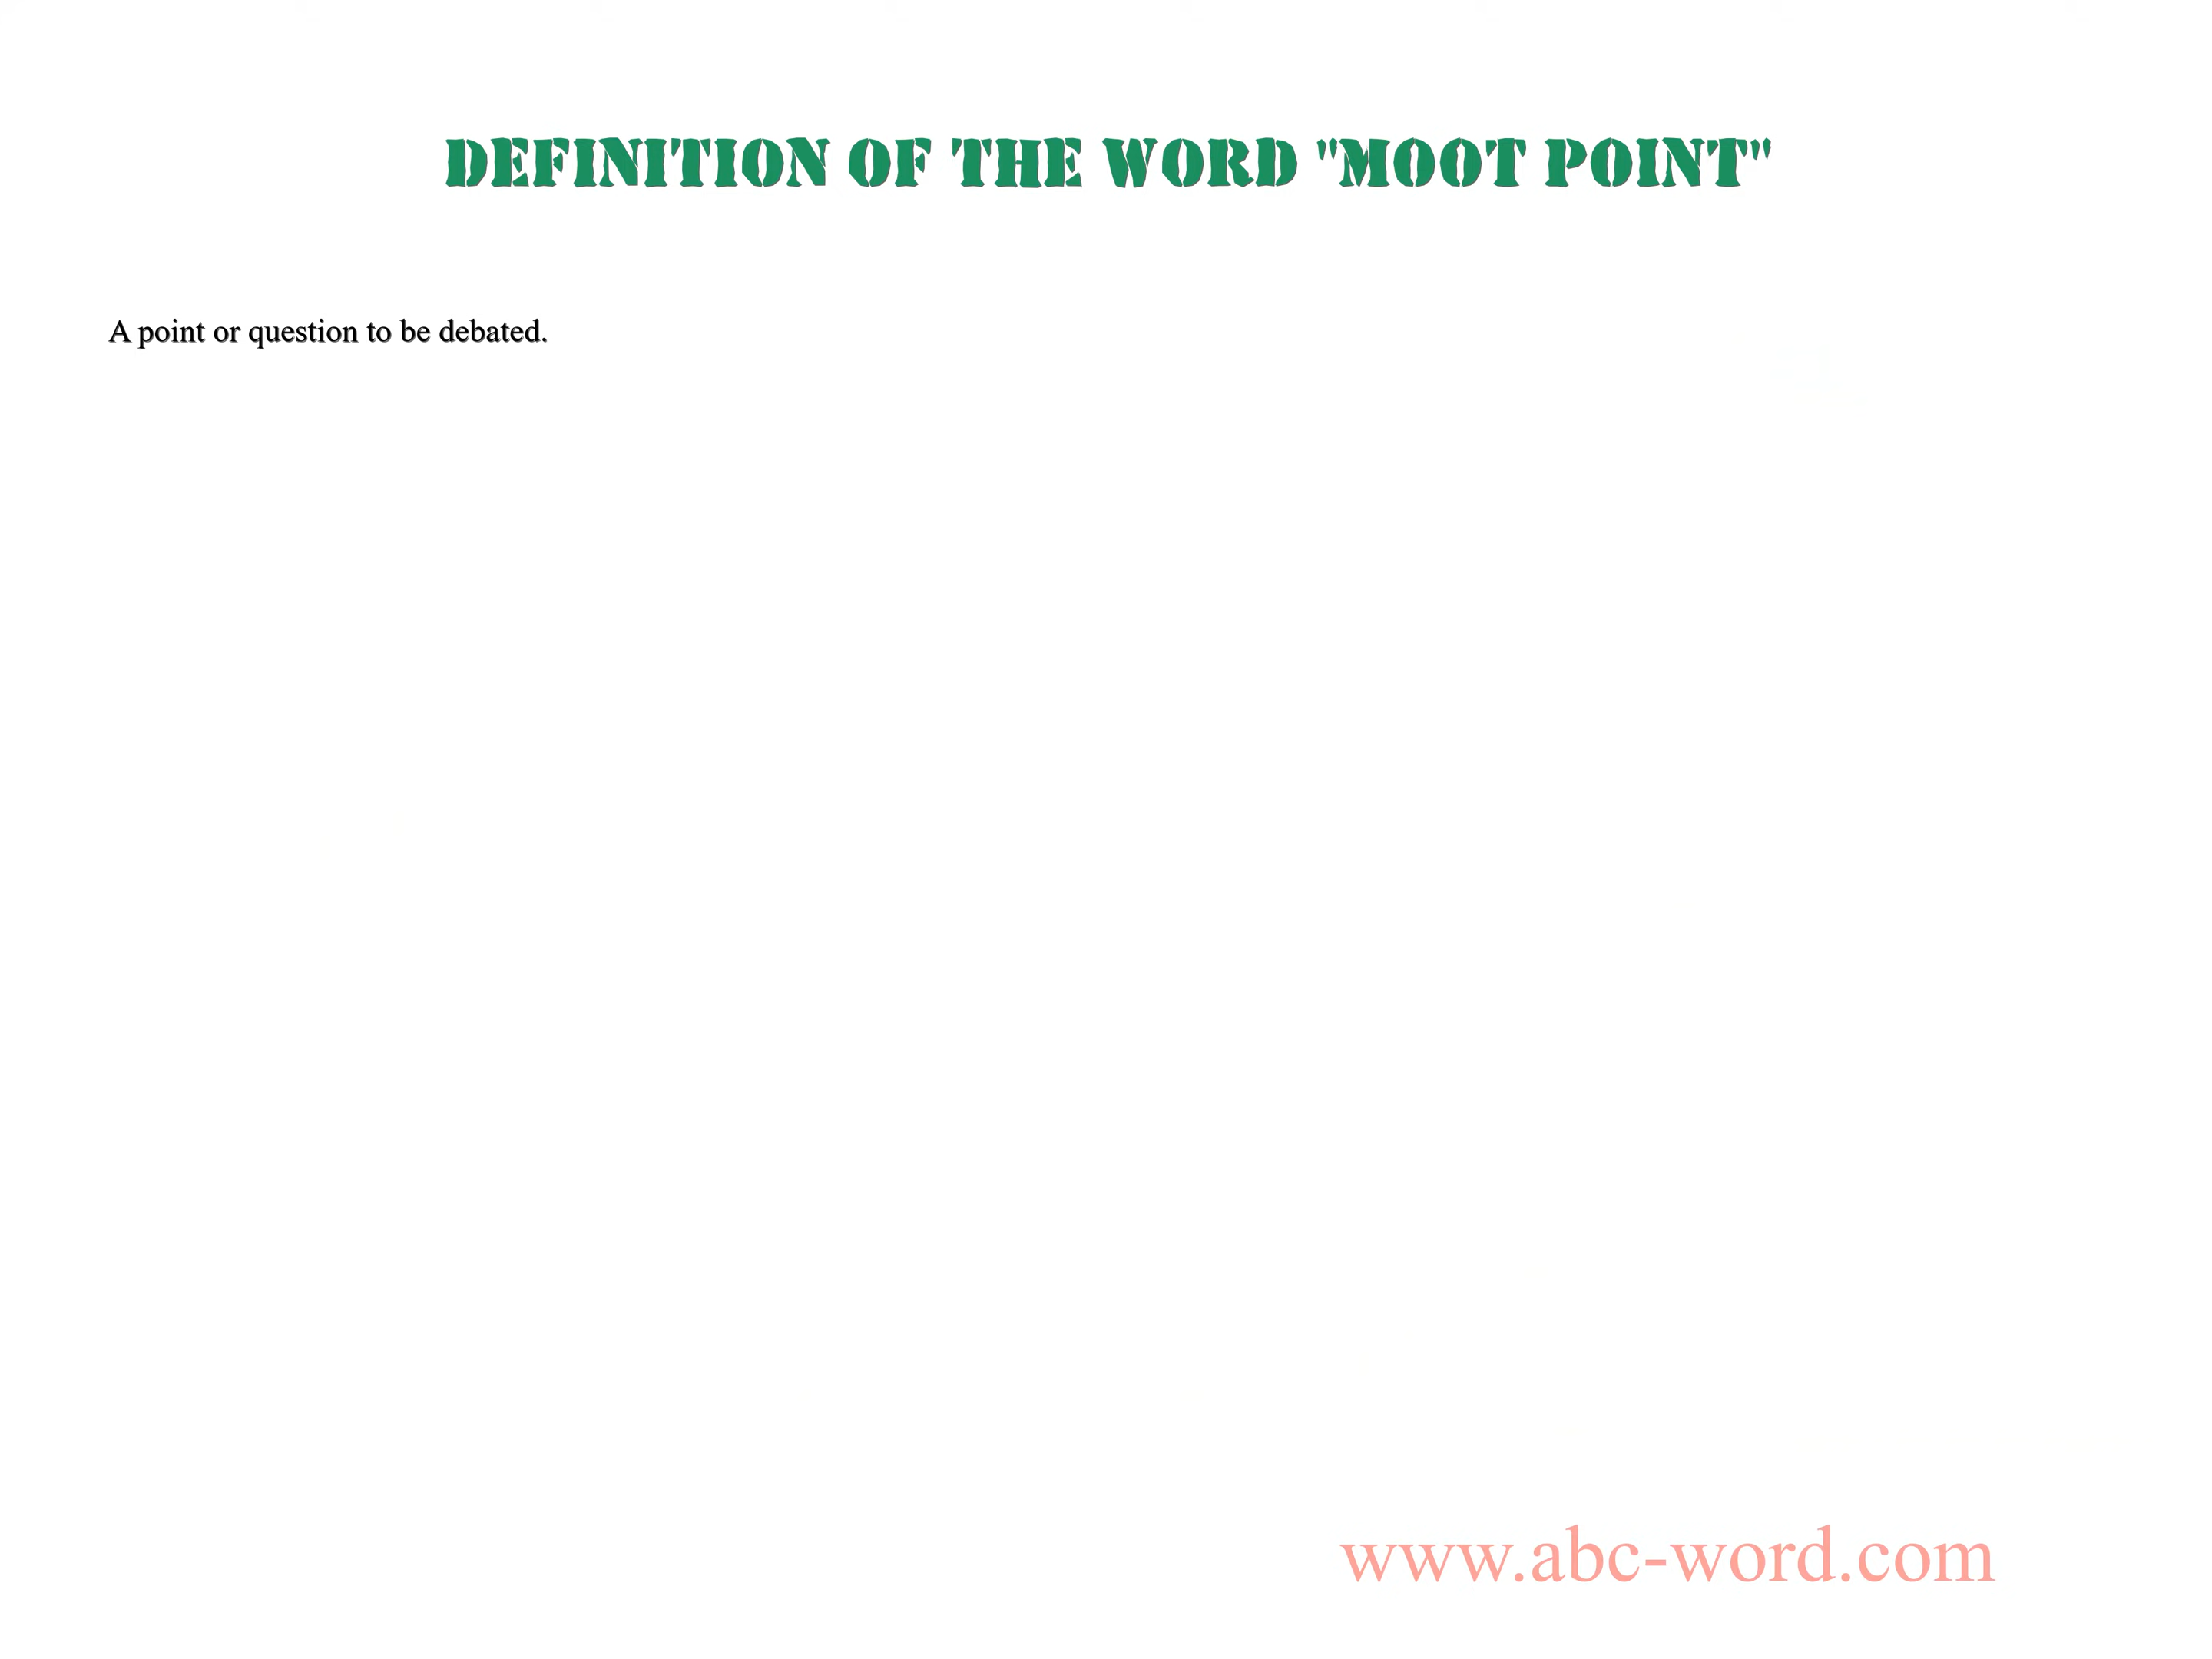 DEFINITION OF THE WORD "MOOT POINT"
A point or question to be debated.
www.abc-word.com